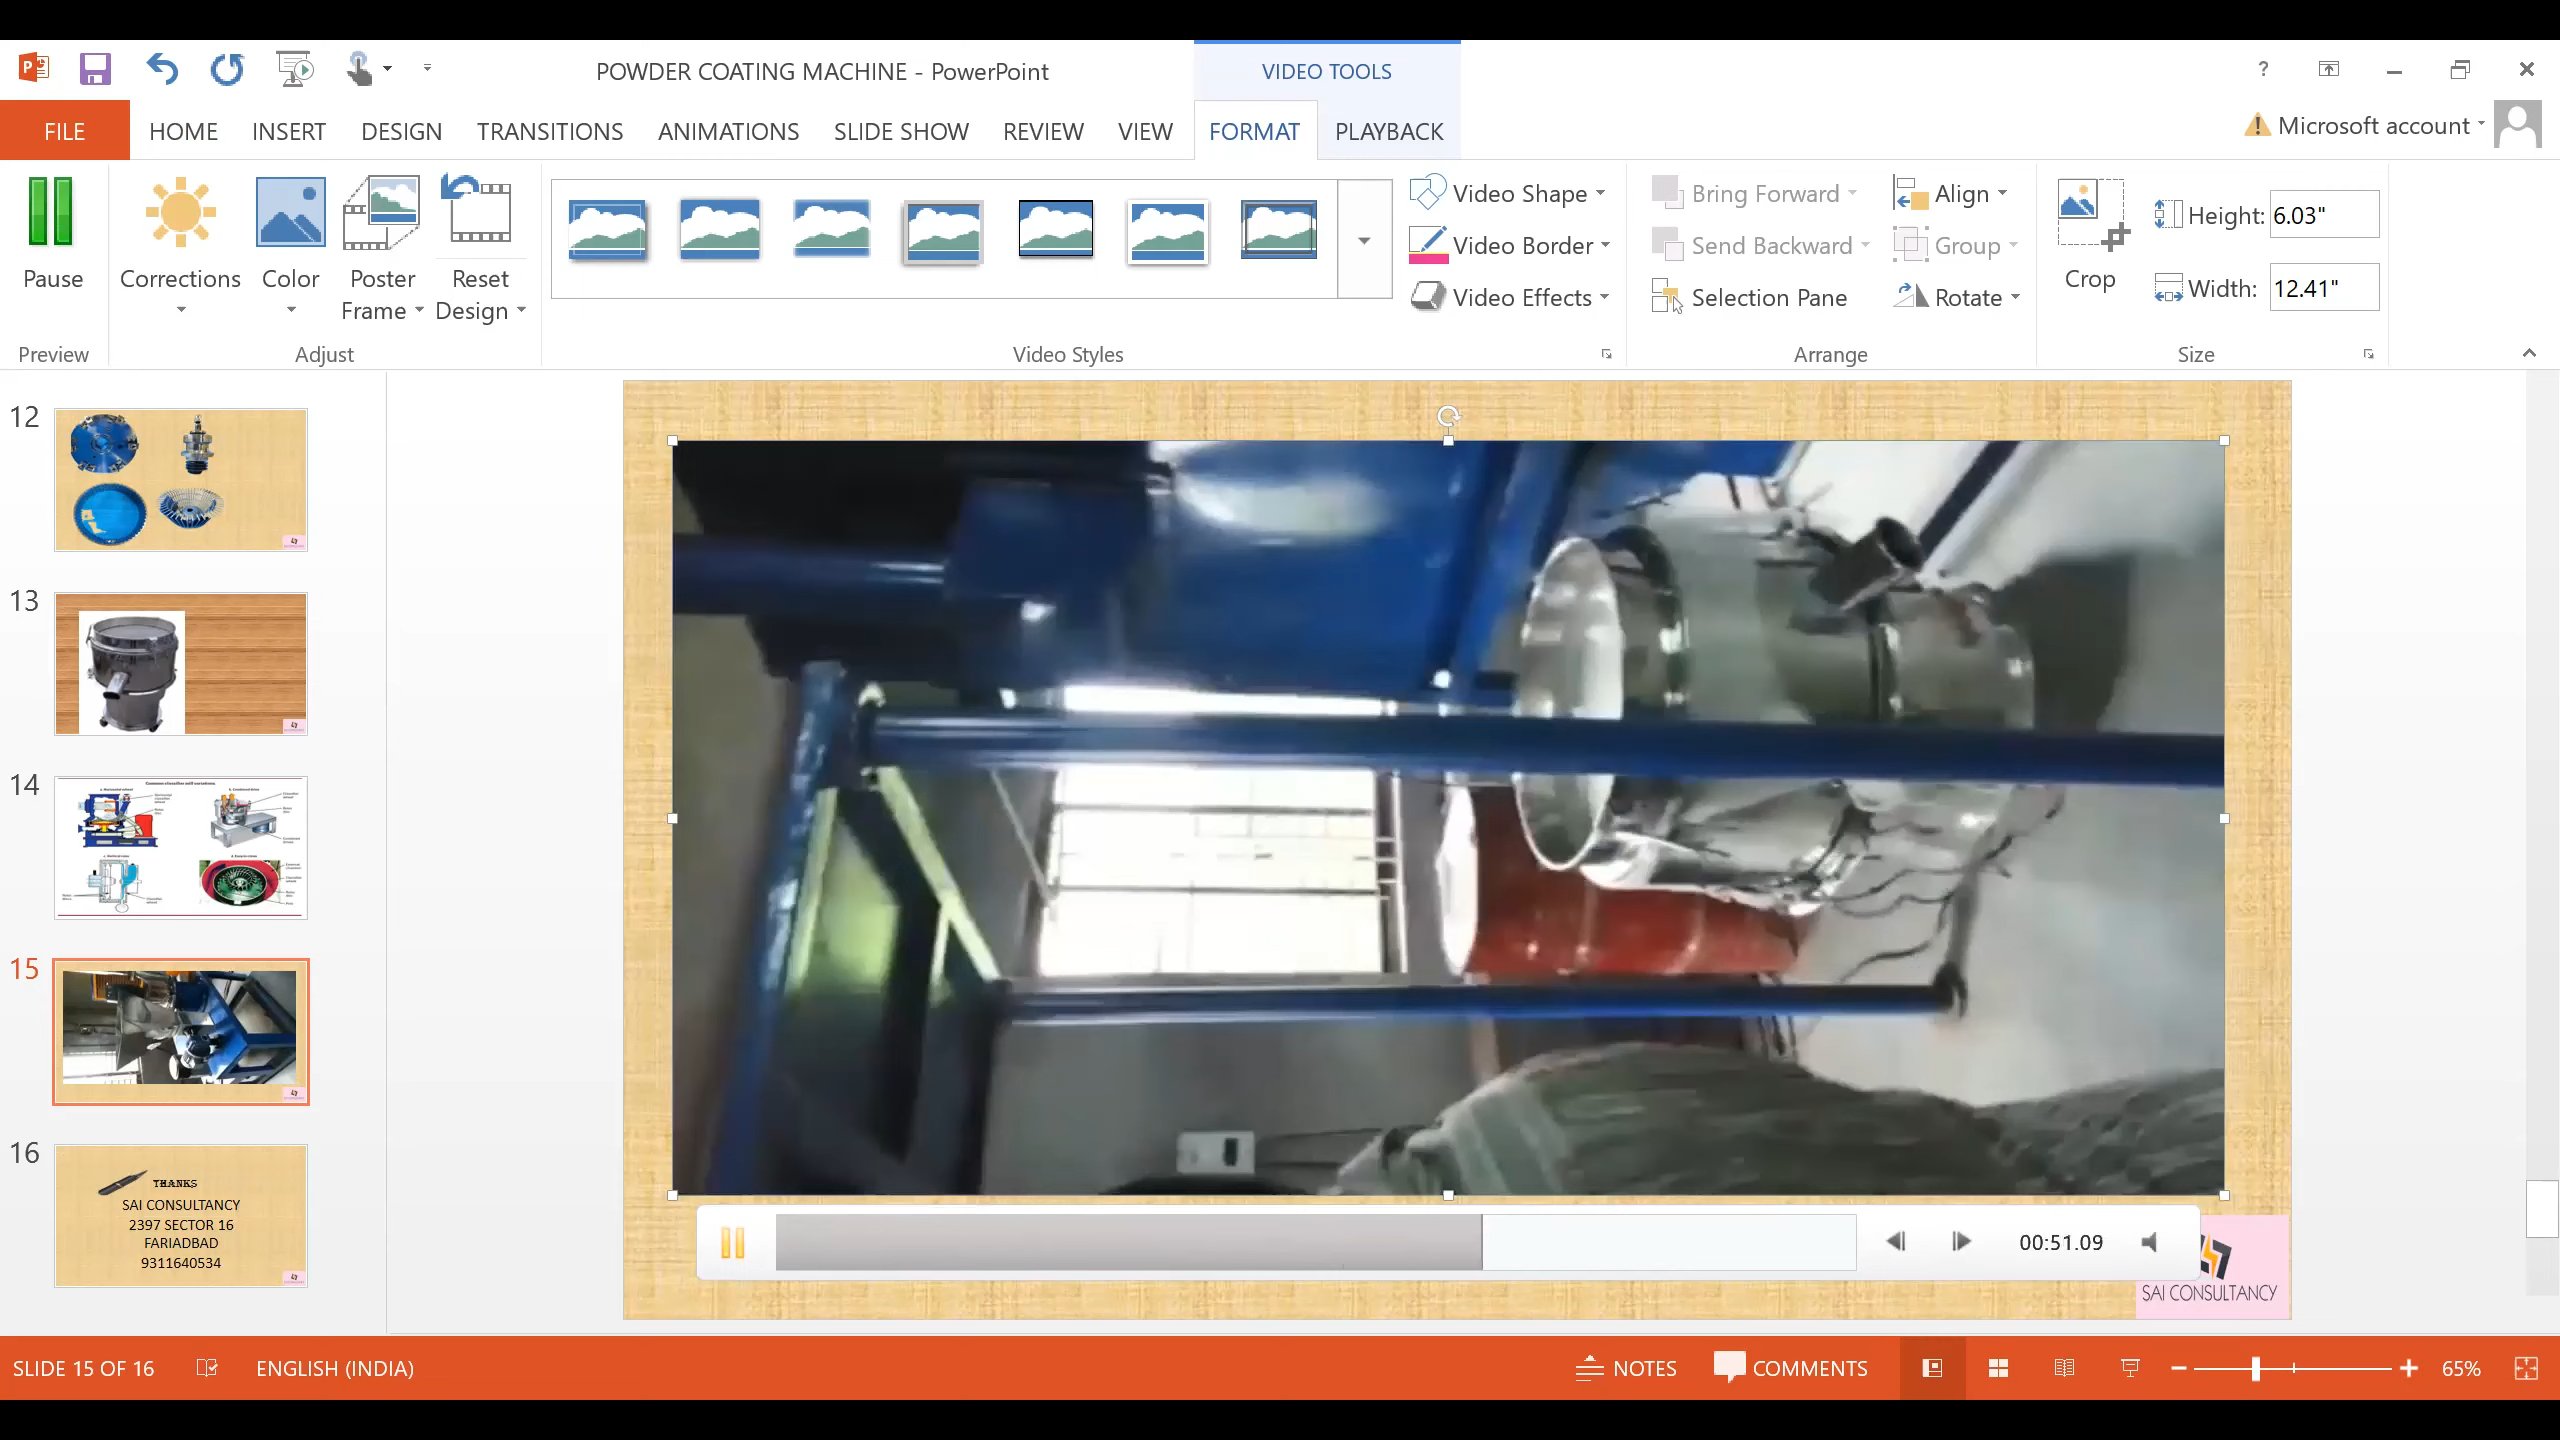 POWDER COATING MACHINE - PowerPoint
VIDEO TOOLS
?
FILE HOME INSERT DESIGN TRANSITIONS ANIMATIONS SLIDE SHOW REVIEW VIEW FORMAT PLAYBACK
Microsoft account
Pause
Corrections
Color
Poster Frame
Reset Design
Video Shape
Video Border
Video Effects
Bring Forward
Send Backward
Selection Pane
Align
Group
Rotate
Crop
Height: 6.03"
Width: 12.41"
Preview
Adjust
Video Styles
Arrange
Size
12
13
14
15
16
THANKS
SAI CONSULTANCY
2397 SECTOR 16
FARIADBAD
9311640534
00:51.09
SAI CONSULTANCY
SLIDE 15 OF 16
ENGLISH (INDIA)
NOTES
COMMENTS
65%